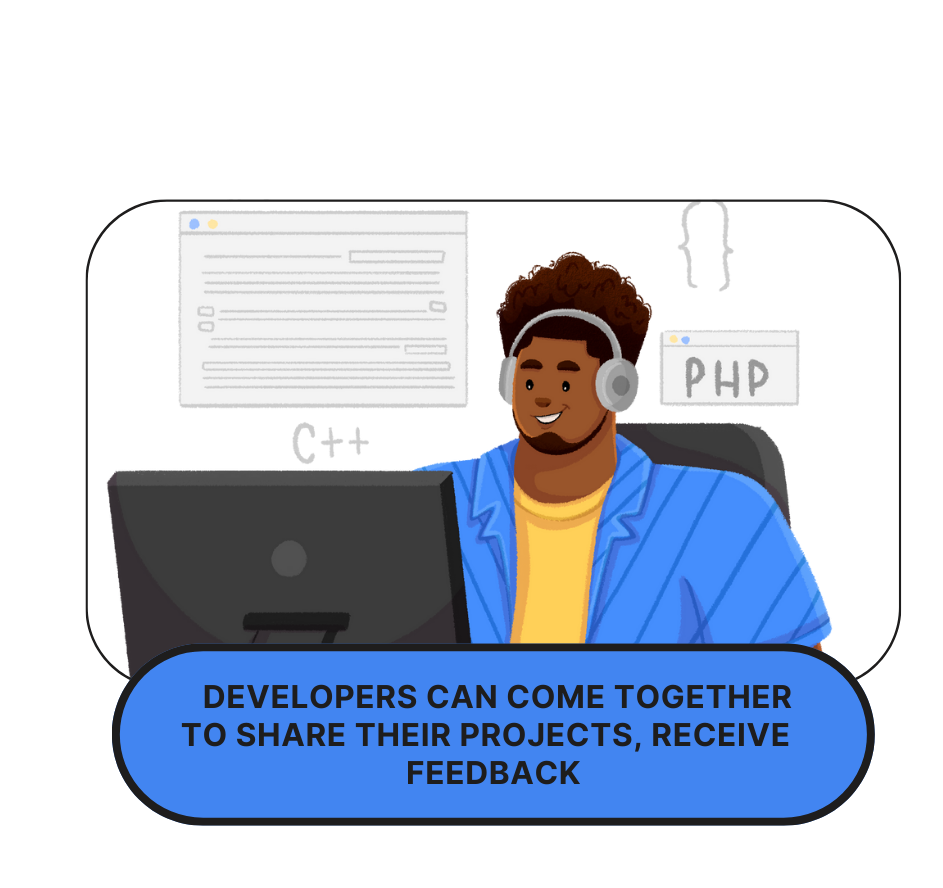 { }
PHP
C++
DEVELOPERS CAN COME TOGETHER
TO SHARE THEIR PROJECTS, RECEIVE
FEEDBACK